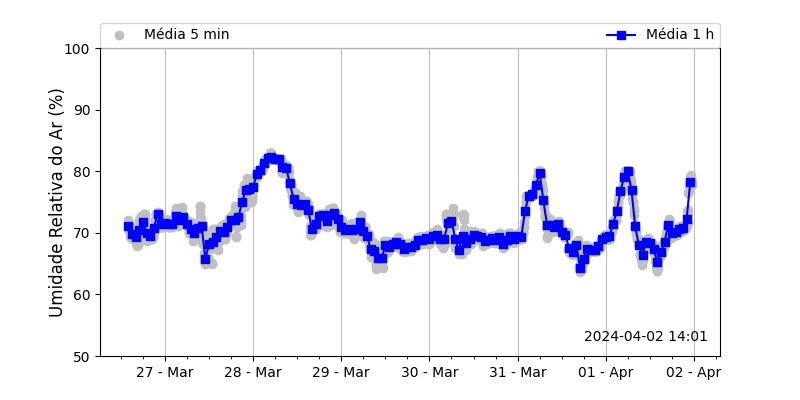 Média 5 min
Média 1 h
Umidade Relativa do Ar (%)
100
90
80
70
60
50
2024-04-02 14:01
27 - Mar
28 - Mar
29 - Mar
30 - Mar
31 - Mar
01 - Apr
02 - Apr